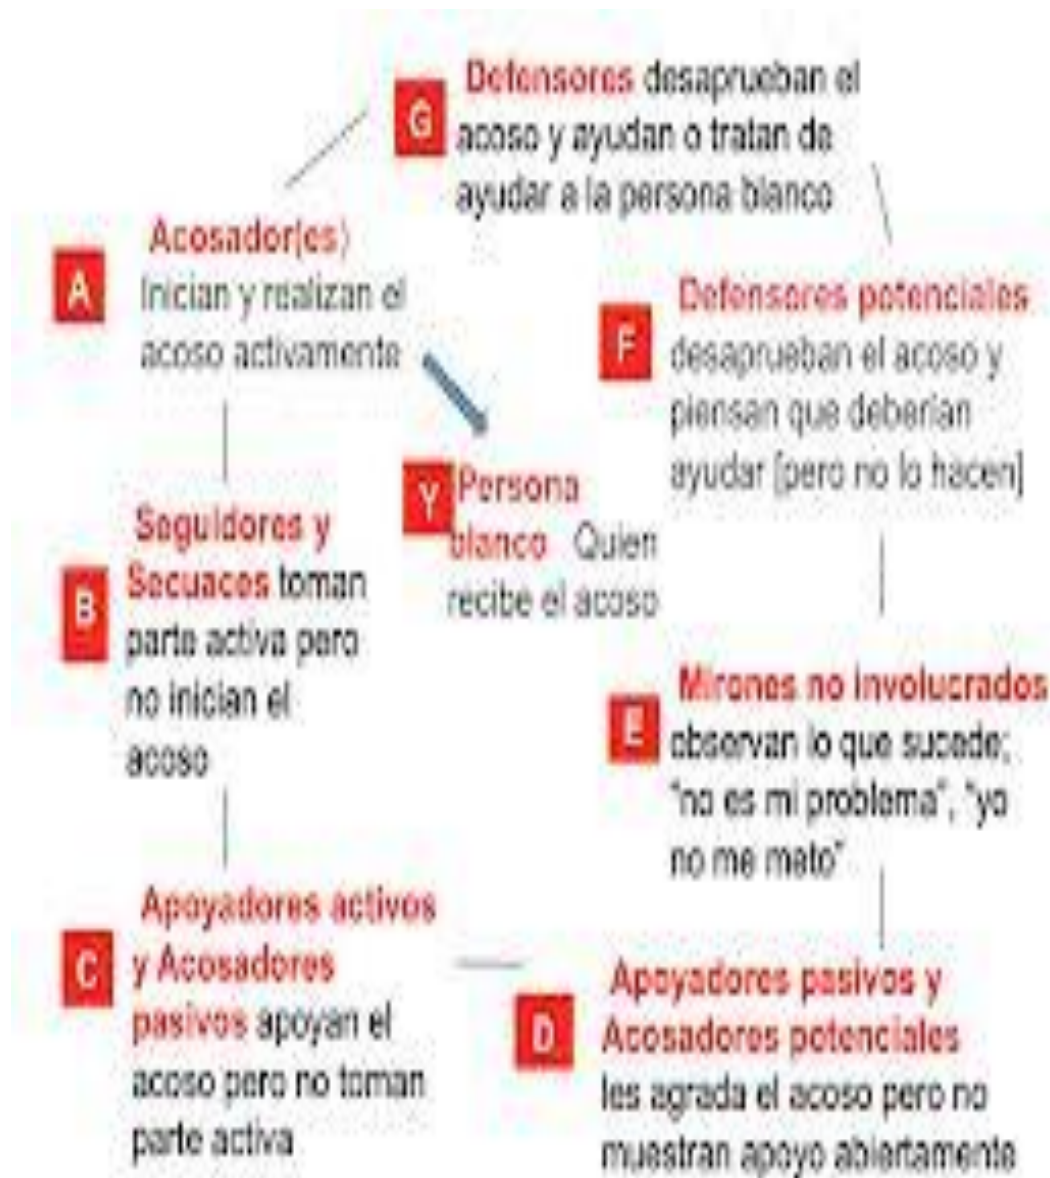 G
Defensores desaprueban el
acoso y ayudan o tratan de
ayudar a la persona blanco
A
Acosador(es)
Inician y realizan el
acoso activamente
B
Seguidores y
Secuaces toman
parte activa pero
no inician el
acoso
C
Apoyadores activos
y Acosadores
pasivos apoyan el
acoso pero no toman
parte activa
D
Apoyadores pasivos y
Acosadores potenciales
les agrada el acoso pero no
muestran apoyo abiertamente
E
Mirones no involucrados
observan lo que sucede;
"no es mi problema", "yo
no me meto"
F
Defensores potenciales
desaprueban el acoso y
piensan que deberían
ayudar [pero no lo hacen]
Y
Persona
blanco Quien
recibe el acoso